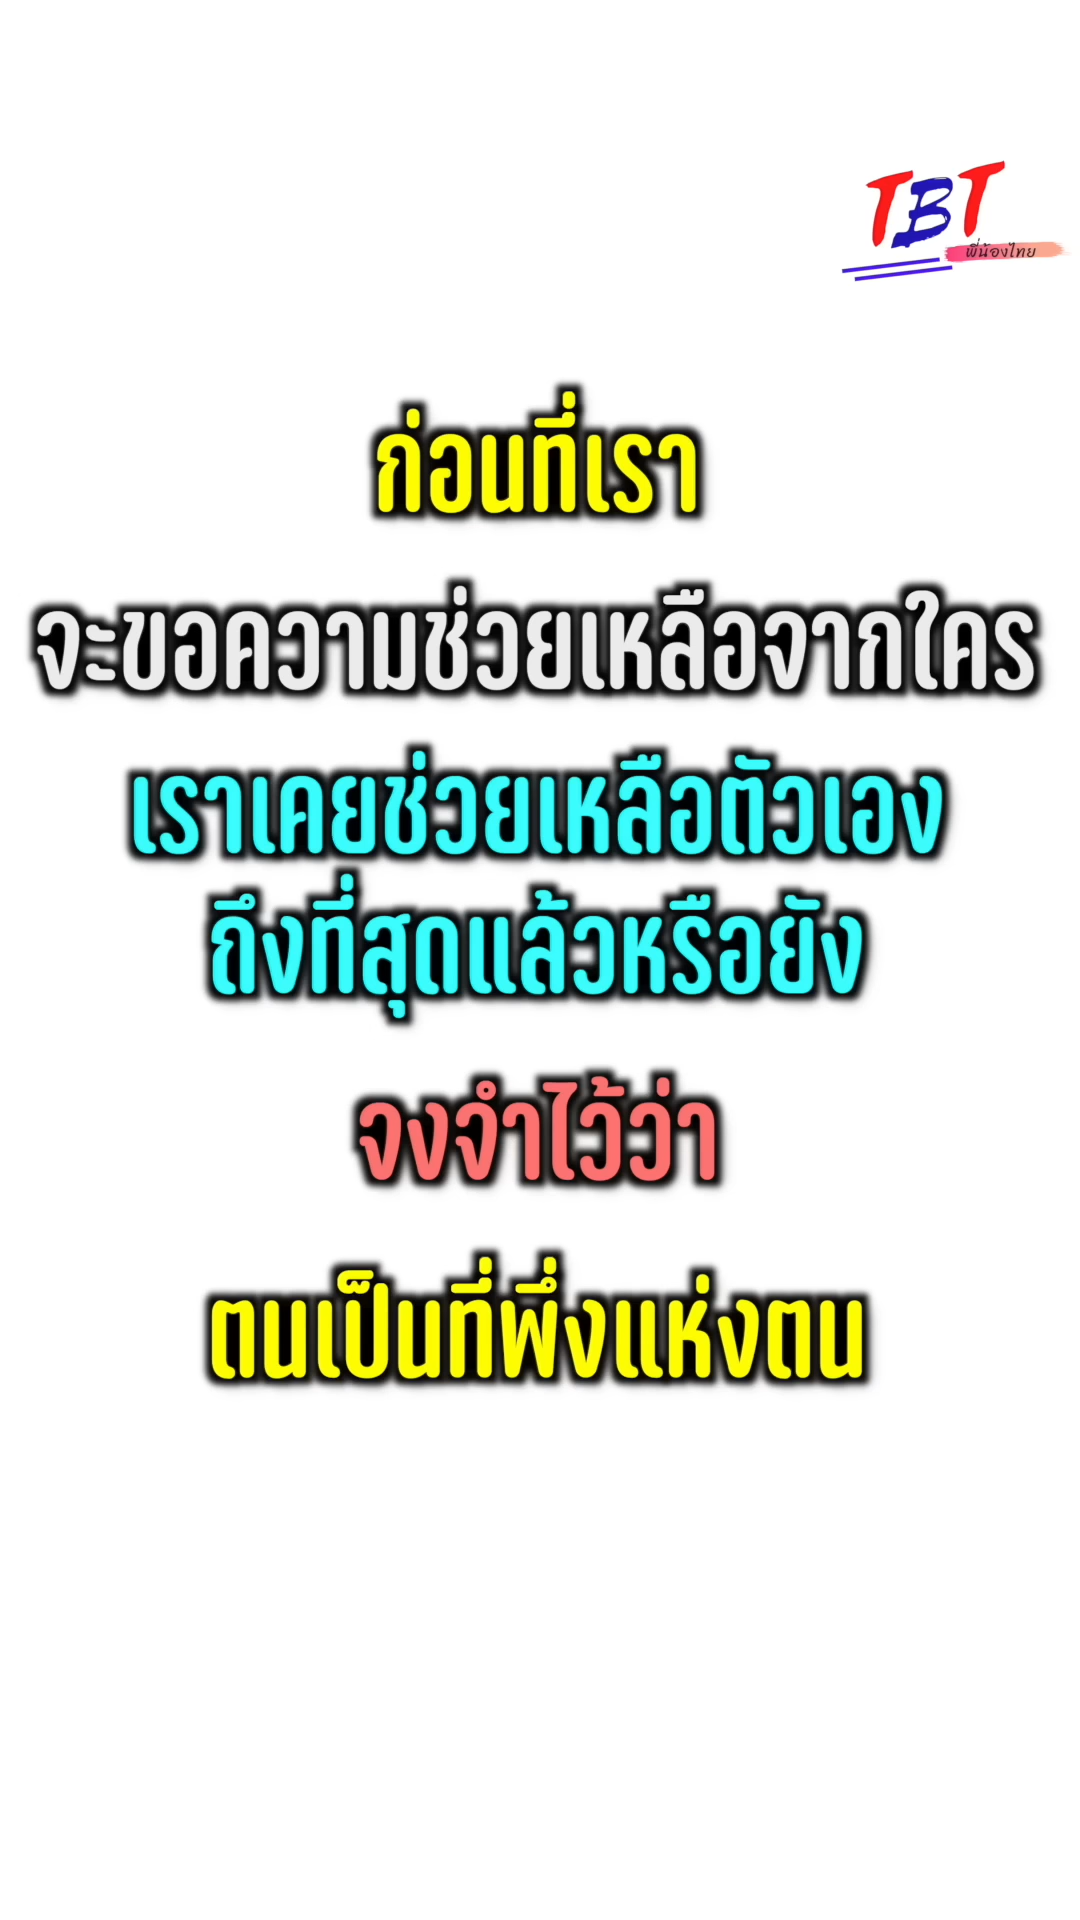 TBT
พี่น้องไทย
ก่อนที่เรา
จะขอความช่วยเหลือจากใคร
เราเคยช่วยเหลือตัวเอง
ถึงที่สุดแล้วหรือยัง
จงจำไว้ว่า
ตนเป็นที่พึ่งแห่งตน